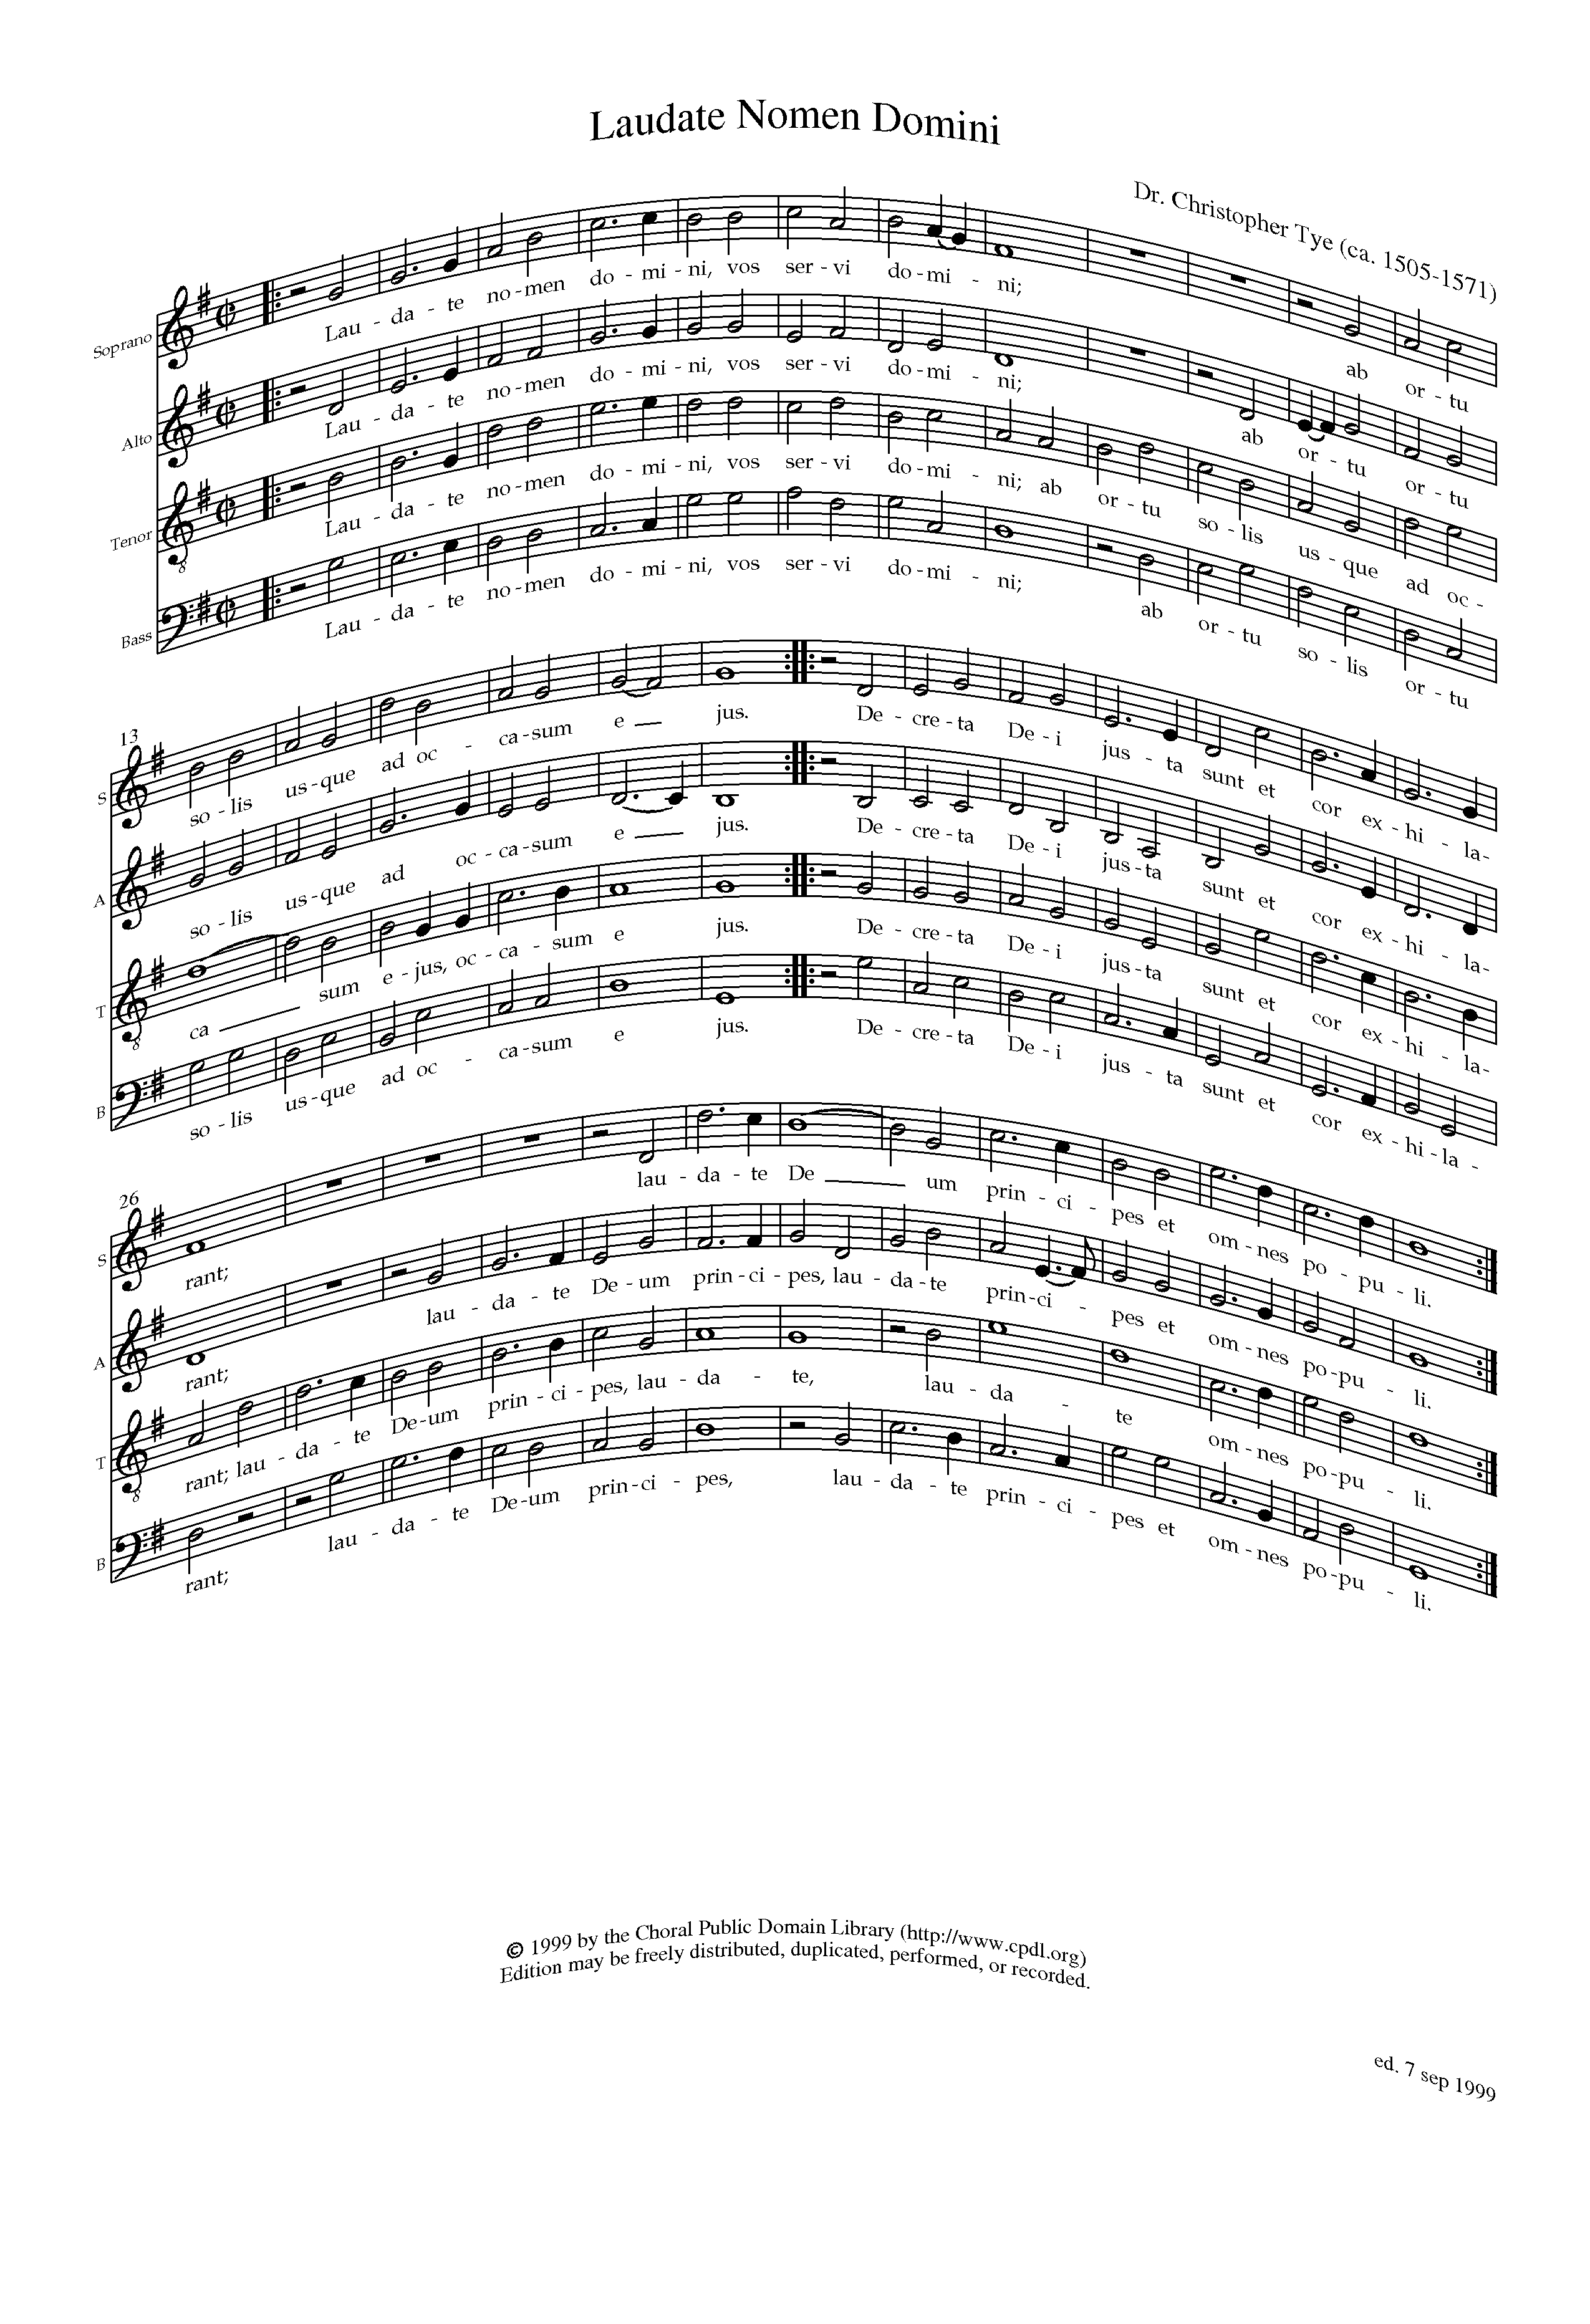 Laudate Nomen Domini
Dr. Christopher Tye (ca. 1505-1571)
Soprano
Lau - da - te no - men do - mi - ni, vos ser - vi do - mi - ni; ab or - tu
Alto
Lau - da - te no - men do - mi - ni, vos ser - vi do - mi - ni; ab or - tu or - tu
Tenor
8
Lau - da - te no - men do - mi - ni, vos ser - vi do - mi - ni; ab or - tu so - lis us - que ad oc -
Bass
Lau - da - te no - men do - mi - ni, vos ser - vi do - mi - ni; ab or - tu so - lis or - tu
13
S
so - lis us - que ad oc - ca - sum e jus. De - cre - ta De - i jus - ta sunt et cor ex - hi - la-
A
so - lis us - que ad oc - ca - sum e jus. De - cre - ta De - i jus - ta sunt et cor ex - hi - la-
T
8
ca sum e - jus, oc - ca - sum e jus. De - cre - ta De - i jus - ta sunt et cor ex - hi - la-
B
so - lis us - que ad oc - ca - sum e jus. De - cre - ta De - i jus - ta sunt et cor ex - hi - la -
26
S
rant; lau - da - te De um prin - ci - pes et om - nes po - pu - li.
A
rant; lau - da - te De - um prin - ci - pes, lau - da - te prin - ci - pes et om - nes po - pu - li.
T
8
rant; lau - da - te De - um prin - ci - pes, lau - da - te, lau - da - te om - nes po - pu - li.
B
rant; lau - da - te De - um prin - ci - pes, lau - da - te prin - ci - pes et om - nes po - pu - li.
© 1999 by the Choral Public Domain Library (http://www.cpdl.org)
Edition may be freely distributed, duplicated, performed, or recorded.
ed. 7 sep 1999